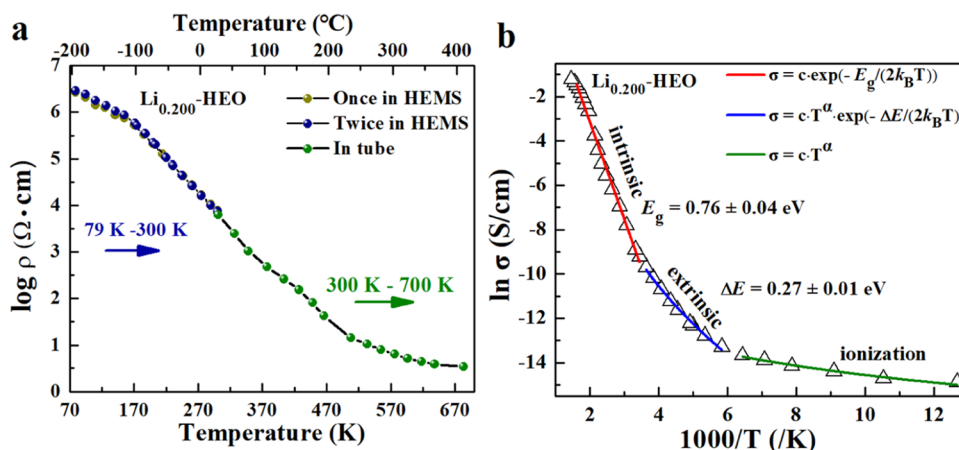 a
Temperature (°C)
-200 -100 0 100 200 300 400
Li0.200-HEO
Once in HEMS
Twice in HEMS
In tube
79 K -300 K
300 K - 700 K
log ρ (Ω·cm)
7
6
5
4
3
2
1
0
70 170 270 370 470 570 670
Temperature (K)
b
Li0.200-HEO
σ = c·exp(- Eg/(2kBT))
σ = c·Tα·exp(- ΔE/(2kBT)
σ = c·Tα
intrinsic
Eg = 0.76 ± 0.04 eV
extrinsic
ΔE = 0.27 ± 0.01 eV
ionization
ln σ (S/cm)
-2
-4
-6
-8
-10
-12
-14
2 4 6 8 10 12
1000/T (/K)